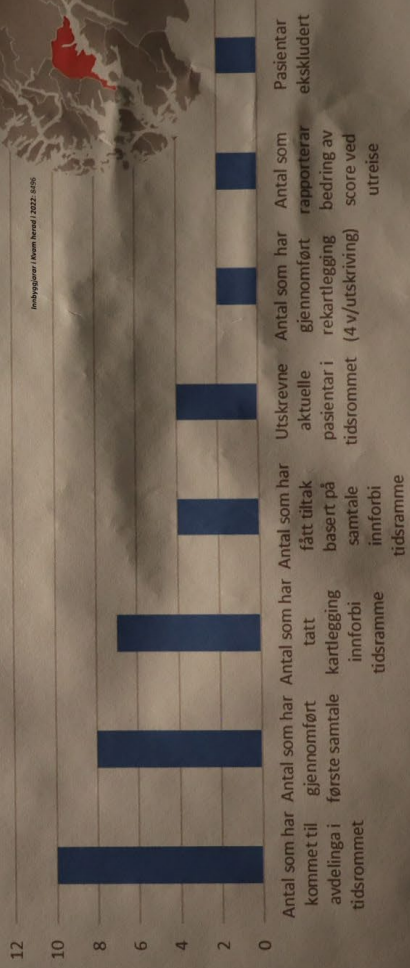 Innbyggjarar i Kvam herad i 2022: 8496
12
10
8
6
4
2
0
Antal som har
kommet til
avdelinga i
tidsrommet
Antal som har
gjennomført
første samtale
Antal som har
tatt
kartlegging
innforbi
tidsramme
Antal som har
fått tiltak
basert på
samtale
innforbi
tidsramme
Utskrevne
aktuelle
pasientar i
tidsrommet
Antal som har
gjennomført
rekartlegging
(4 v/utskriving)
Antal som
rapporterar
bedring av
score ved
utreise
Pasientar
ekskludert